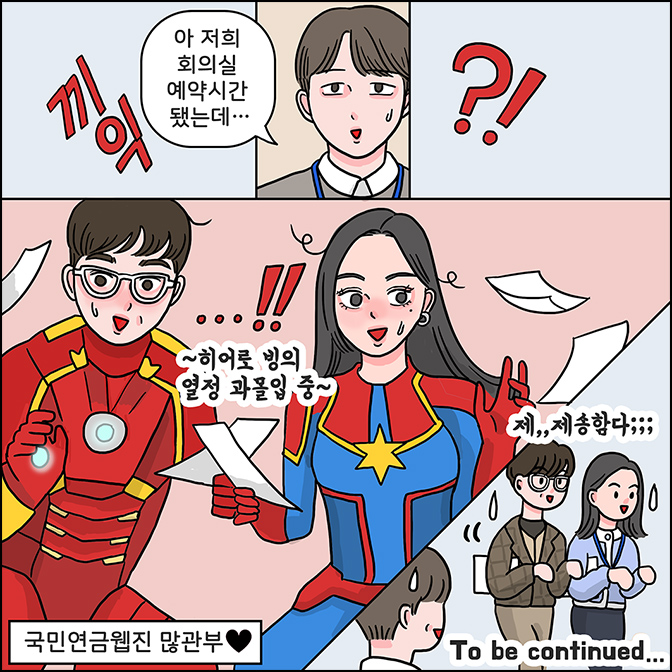 끼익
아 저희
회의실
예약시간
됐는데…
?!
…!!
~히어로 빙의
열정 과몰입 중~
제,,제송함다;;;
국민연금웹진 많관부♥
To be continued...